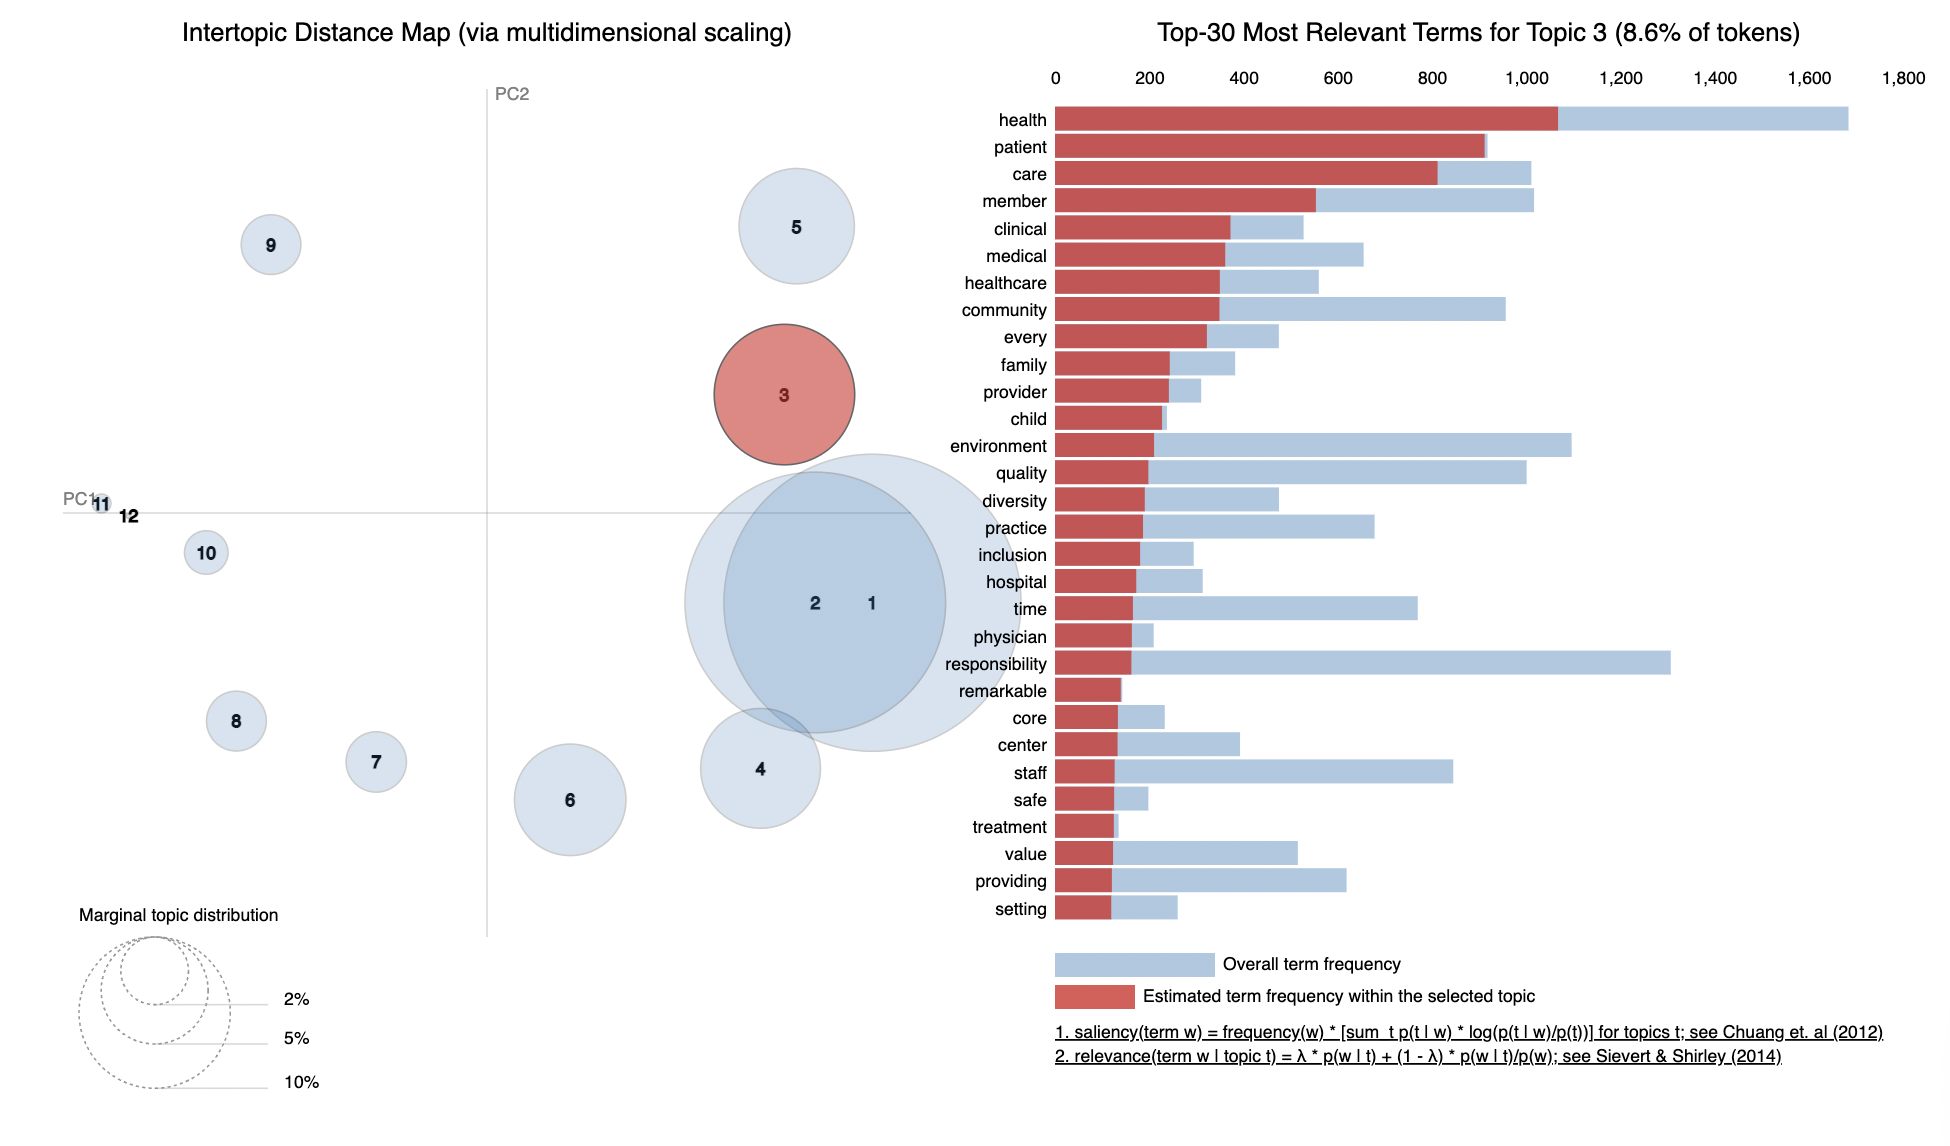 Intertopic Distance Map (via multidimensional scaling)
PC2
5
9
3
PC1
11
12
10
2
1
8
7
4
6
Marginal topic distribution
2%
5%
10%
Top-30 Most Relevant Terms for Topic 3 (8.6% of tokens)
0 200 400 600 800 1,000 1,200 1,400 1,600 1,800
health
patient
care
member
clinical
medical
healthcare
community
every
family
provider
child
environment
quality
diversity
practice
inclusion
hospital
time
physician
responsibility
remarkable
core
center
staff
safe
treatment
value
providing
setting
Overall term frequency
Estimated term frequency within the selected topic
1. saliency(term w) = frequency(w) * [sum_t p(t | w) * log(p(t | w)/p(t))] for topics t; see Chuang et. al (2012)
2. relevance(term w | topic t) = λ * p(w | t) + (1 - λ) * p(w | t)/p(w); see Sievert & Shirley (2014)